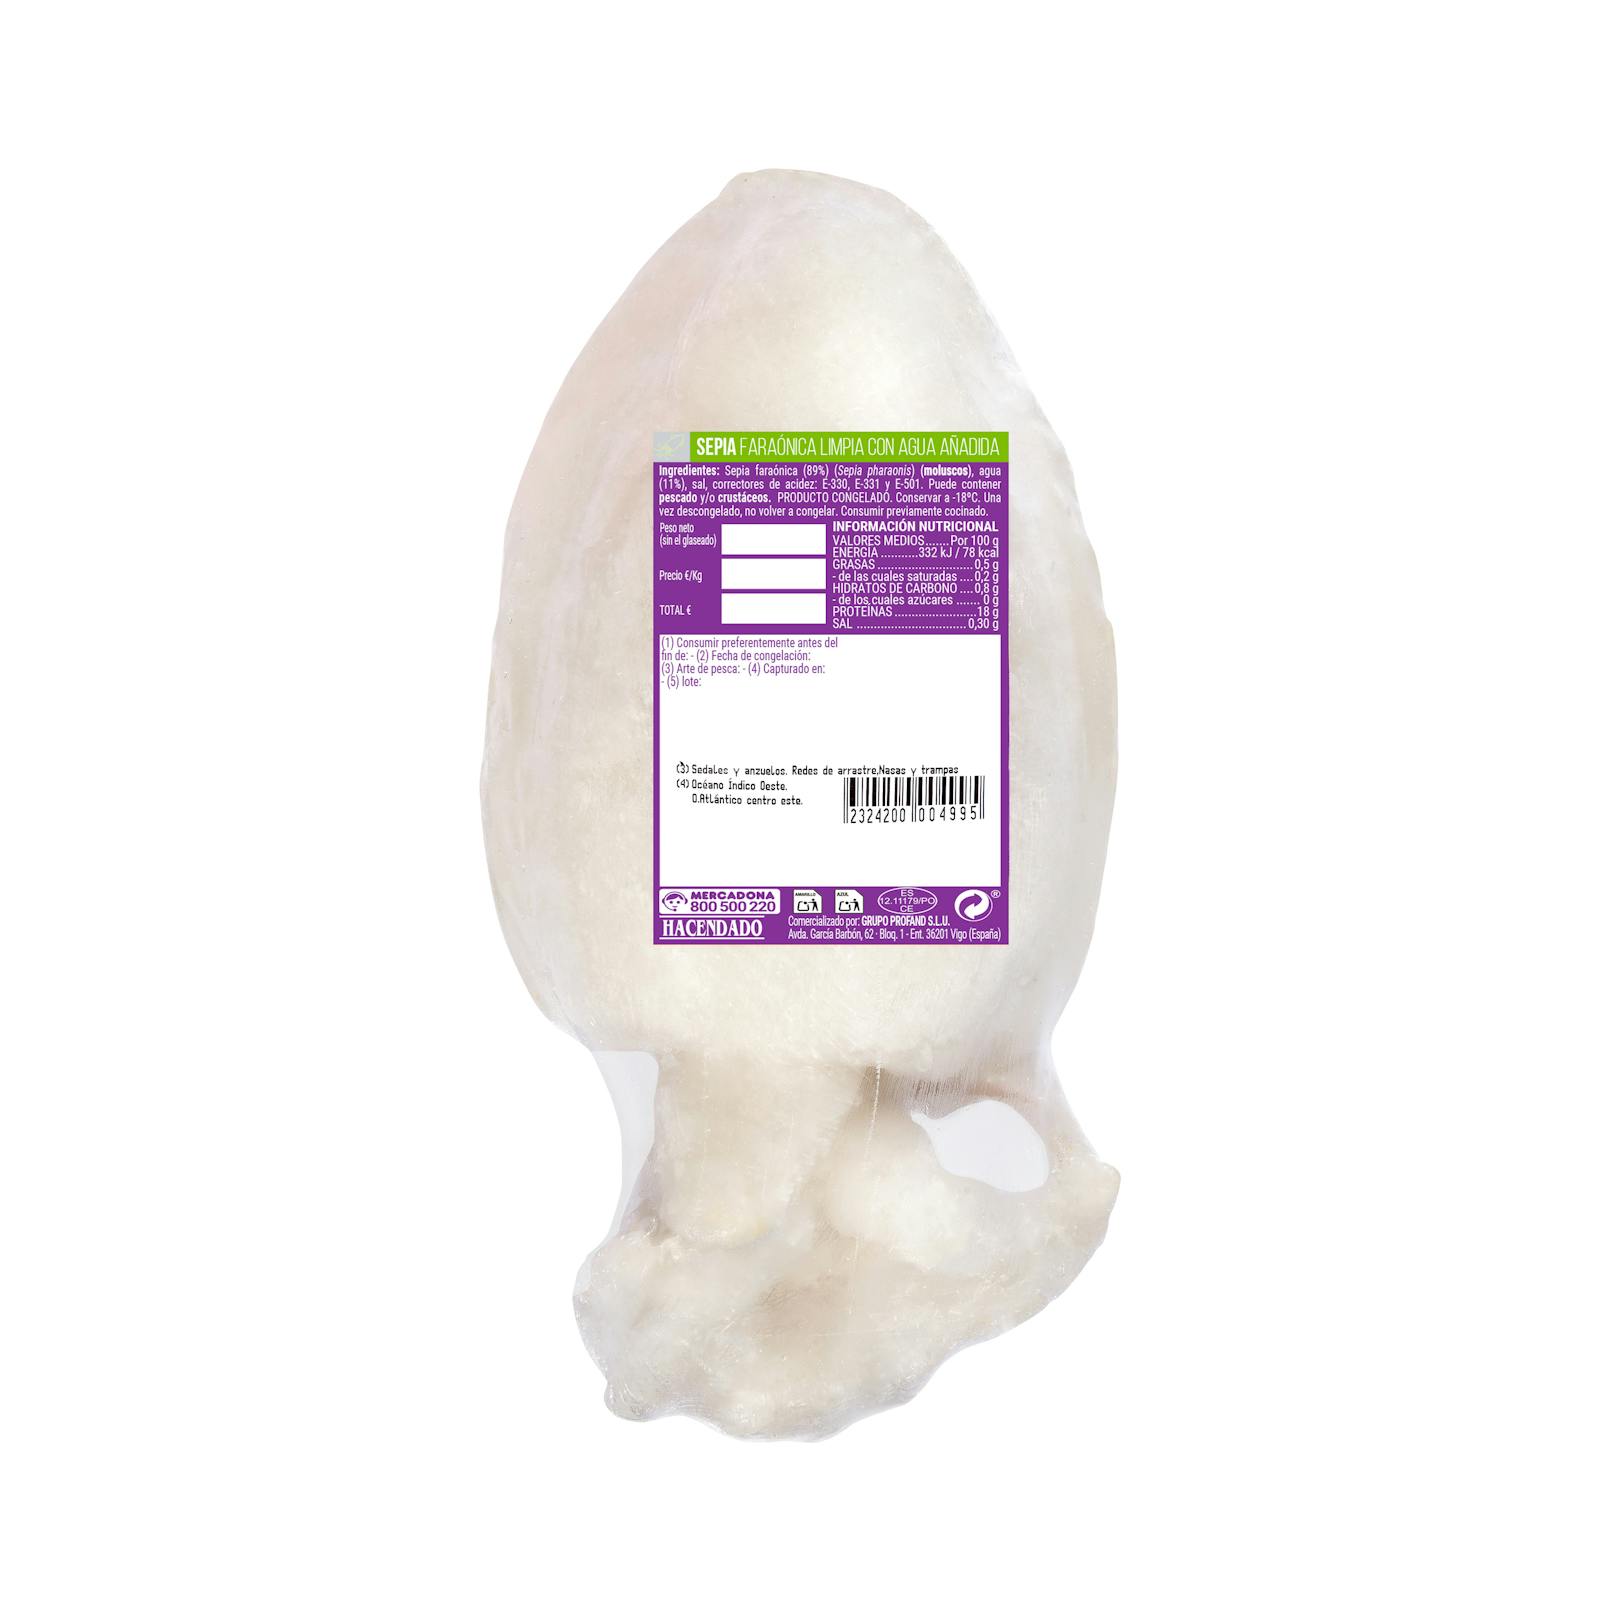 SEPIA FARAÓNICA LIMPIA CON AGUA AÑADIDA
Ingredientes: Sepia faraónica (89%) (Sepia pharaonis) (moluscos), agua
(11%), sal, correctores de acidez: E-330, E-331 y E-501. Puede contener
pescado y/o crustáceos. PRODUCTO CONGELADO. Conservar a -18ºC. Una
vez descongelado, no volver a congelar. Consumir previamente cocinado.
Peso neto
(sin el glaseado)
Precio €/Kg
TOTAL €
INFORMACIÓN NUTRICIONAL
VALORES MEDIOS.......Por 100 g
ENERGÍA ...........332 kJ / 78 kcal
GRASAS ............................0,5 g
- de las cuales saturadas ....0,2 g
HIDRATOS DE CARBONO ....0,8 g
- de los cuales azúcares ....... 0 g
PROTEÍNAS ........................18 g
SAL ................................0,30 g
(1) Consumir preferentemente antes del
fin de: - (2) Fecha de congelación:
(3) Arte de pesca: - (4) Capturado en:
- (5) lote:
(3) Sedales y anzuelos. Redes de arrastre,Nasas y trampas
(4) Océano Índico Oeste.
O.Atlántico centro este.
2324200 004995
MERCADONA
800 500 220
HACENDADO
AMARILLO
AZUL
ES
12.11179/PO
CE
®
Comercializado por: GRUPO PROFAND S.L.U.
Avda. García Barbón, 62 · Bloq. 1 - Ent. 36201 Vigo (España)